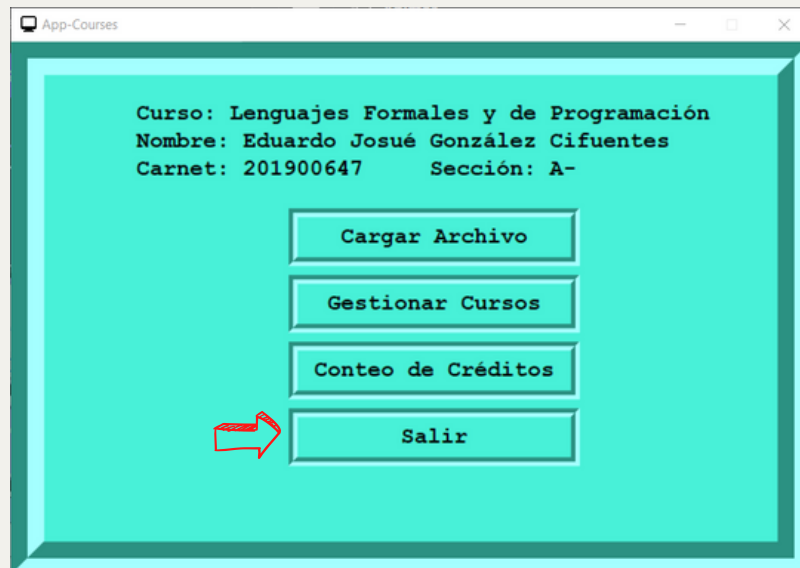 App-Courses
Curso: Lenguajes Formales y de Programación
Nombre: Eduardo Josué González Cifuentes
Carnet: 201900647 Sección: A-
Cargar Archivo
Gestionar Cursos
Conteo de Créditos
Salir